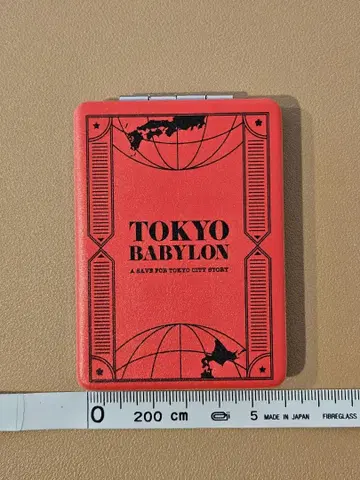 TOKYO
BABYLON
A SAVE FOR TOKYO CITY STORY
0 200 cm 5 MADE IN JAPAN FIBREGLASS